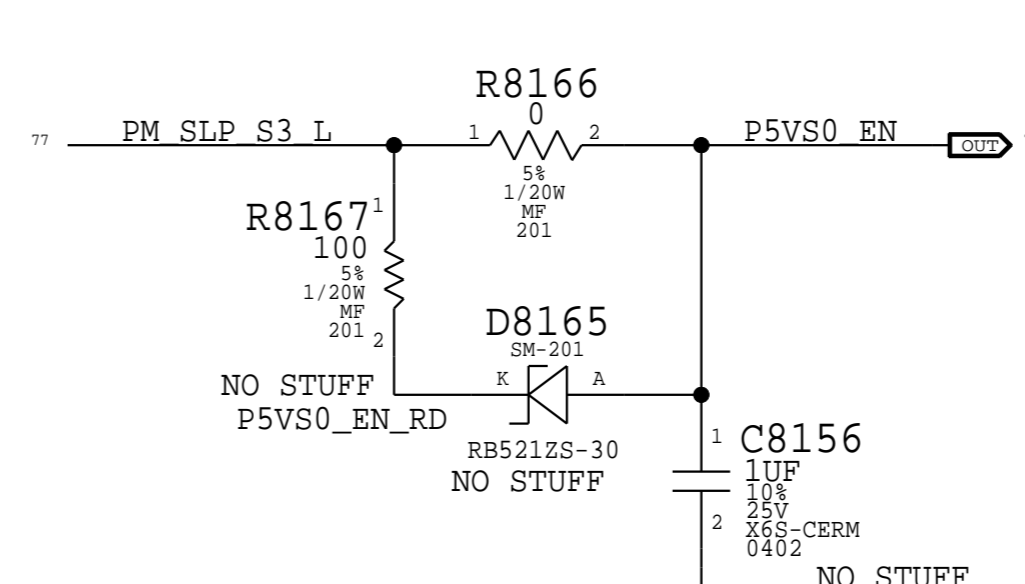 R8166
0
77
PM_SLP_S3_L
1
2
P5VS0_EN
OUT
5%
1/20W
MF
201
R8167
1
100
5%
1/20W
MF
201
2
D8165
SM-201
K
A
NO STUFF
P5VS0_EN_RD
RB521ZS-30
NO STUFF
1
C8156
1UF
10%
25V
2
X6S-CERM
0402
NO STUFF